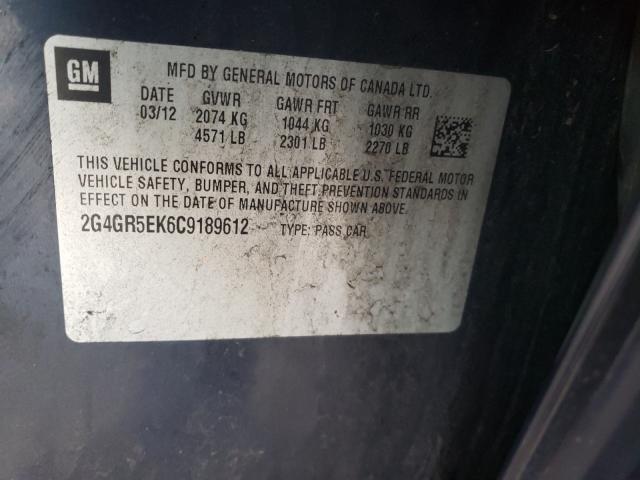 GM
MFD BY GENERAL MOTORS OF CANADA LTD.
DATE GVWR GAWR FRT GAWR RR
03/12 2074 KG 1044 KG 1030 KG
4571 LB 2301 LB 2270 LB
THIS VEHICLE CONFORMS TO ALL APPLICABLE U.S. FEDERAL MOTOR
VEHICLE SAFETY, BUMPER, AND THEFT PREVENTION STANDARDS IN
EFFECT ON THE DATE OF MANUFACTURE SHOWN ABOVE.
2G4GR5EK6C9189612 TYPE: PASS CAR